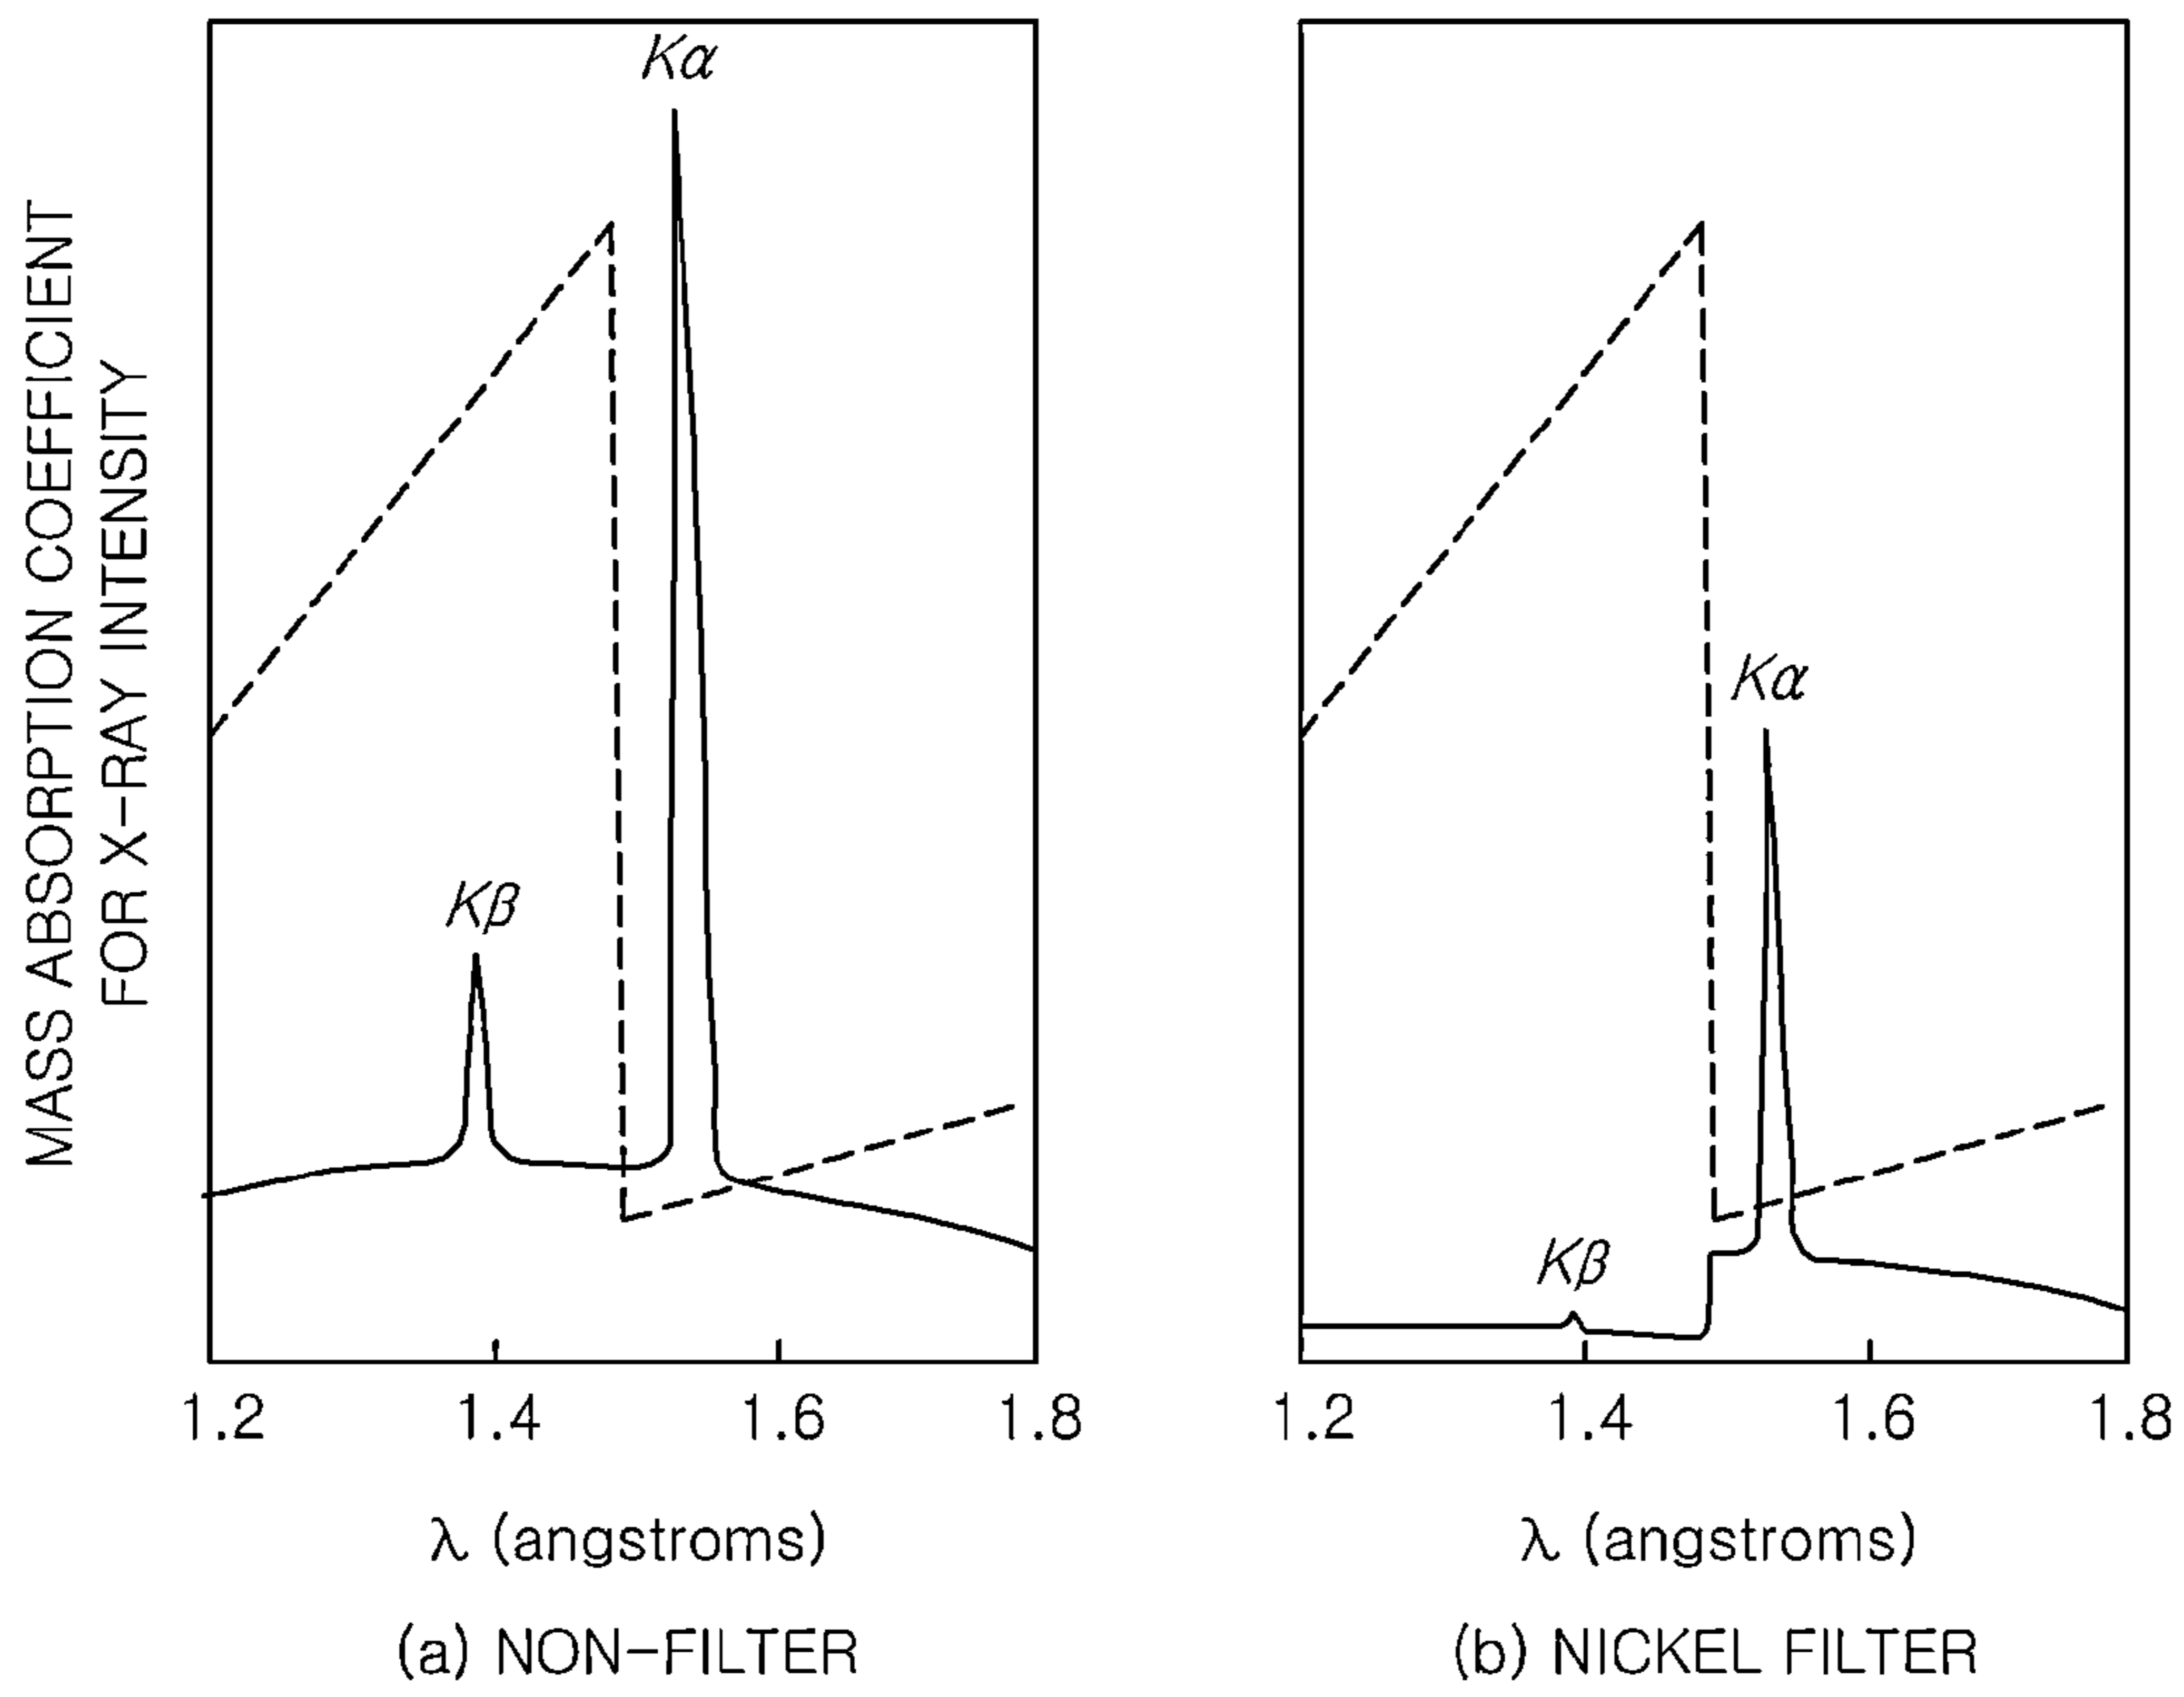 MASS ABSORPTION COEFFICIENT
FOR X-RAY INTENSITY
Kα
Kβ
1.2 1.4 1.6 1.8
λ (angstroms)
(a) NON-FILTER
Kα
Kβ
1.2 1.4 1.6 1.8
λ (angstroms)
(b) NICKEL FILTER